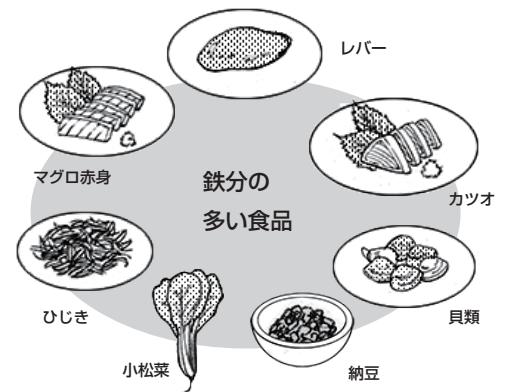 レバー
カツオ
マグロ赤身
鉄分の
多い食品
ひじき
貝類
小松菜
納豆